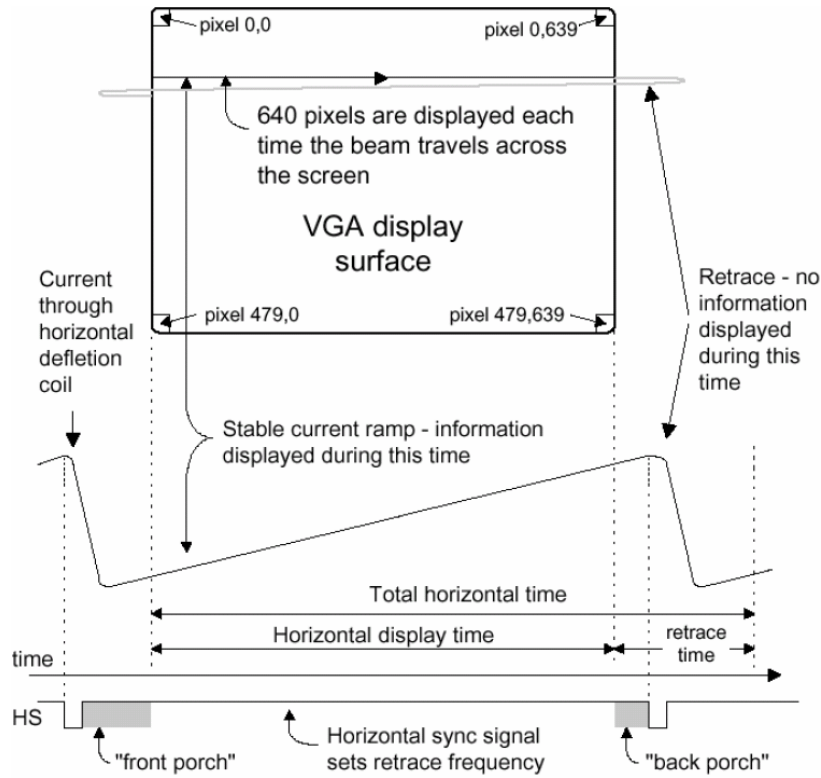 pixel 0,0
pixel 0,639
640 pixels are displayed each
time the beam travels across
the screen
VGA display
surface
Current
through
horizontal
defletion
coil
Retrace - no
information
displayed
during this
time
pixel 479,0
pixel 479,639
Stable current ramp - information
displayed during this time
Total horizontal time
Horizontal display time
retrace
time
time
HS
"front porch"
Horizontal sync signal
sets retrace frequency
"back porch"